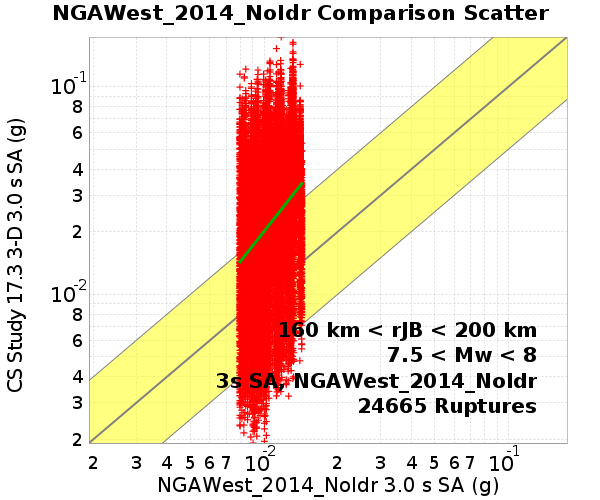 NGAWest_2014_NoIdr Comparison Scatter
CS Study 17.3 3-D 3.0 s SA (g)
10⁻¹
8
6
4
3
2
10⁻²
8
6
4
3
2
160 km < rJB < 200 km
7.5 < Mw < 8
3s SA, NGAWest_2014_NoIdr
24665 Ruptures
2 3 4 5 6 7 10⁻² 2 3 4 5 6 7 10⁻¹
NGAWest_2014_NoIdr 3.0 s SA (g)